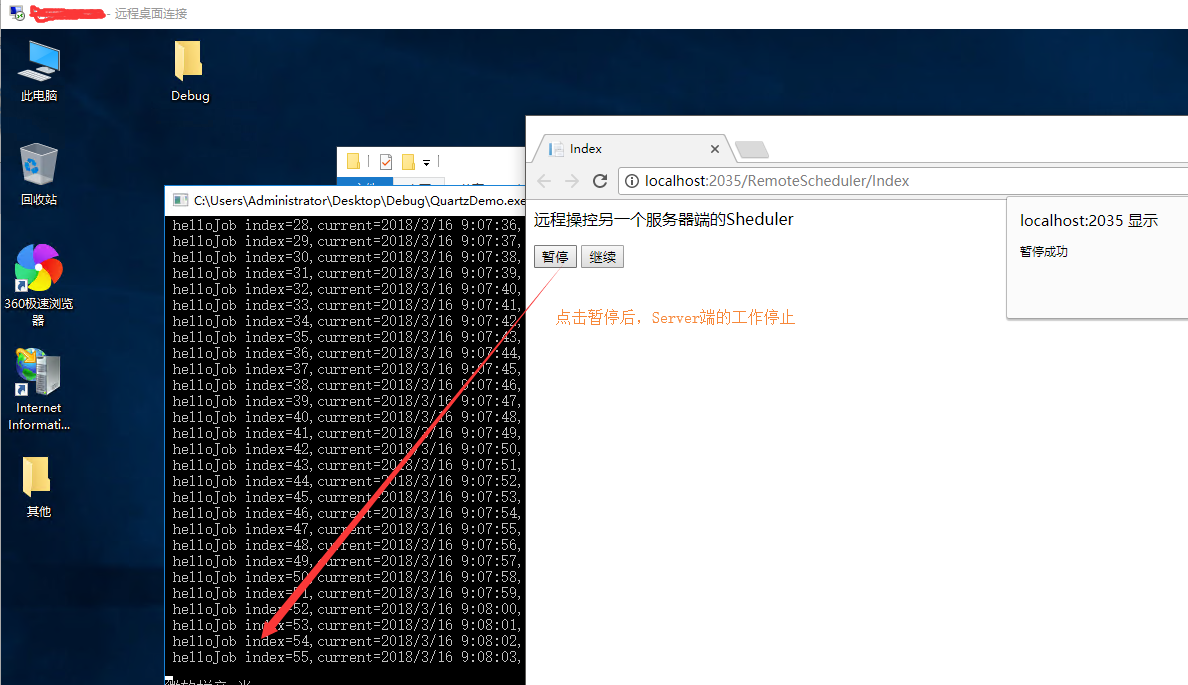 - 远程桌面连接
此电脑
Debug
回收站
360极速浏览器
Internet
Informati...
其他
C:\Users\Administrator\Desktop\Debug\QuartzDemo.exe
helloJob index=28,current=2018/3/16 9:07:36,
helloJob index=29,current=2018/3/16 9:07:37,
helloJob index=30,current=2018/3/16 9:07:38,
helloJob index=31,current=2018/3/16 9:07:39,
helloJob index=32,current=2018/3/16 9:07:40,
helloJob index=33,current=2018/3/16 9:07:41,
helloJob index=34,current=2018/3/16 9:07:42,
helloJob index=35,current=2018/3/16 9:07:43,
helloJob index=36,current=2018/3/16 9:07:44,
helloJob index=37,current=2018/3/16 9:07:45,
helloJob index=38,current=2018/3/16 9:07:46,
helloJob index=39,current=2018/3/16 9:07:47,
helloJob index=40,current=2018/3/16 9:07:48,
helloJob index=41,current=2018/3/16 9:07:49,
helloJob index=42,current=2018/3/16 9:07:50,
helloJob index=43,current=2018/3/16 9:07:51,
helloJob index=44,current=2018/3/16 9:07:52,
helloJob index=45,current=2018/3/16 9:07:53,
helloJob index=46,current=2018/3/16 9:07:54,
helloJob index=47,current=2018/3/16 9:07:55,
helloJob index=48,current=2018/3/16 9:07:56,
helloJob index=49,current=2018/3/16 9:07:57,
helloJob index=50,current=2018/3/16 9:07:58,
helloJob index=51,current=2018/3/16 9:07:59,
helloJob index=52,current=2018/3/16 9:08:00,
helloJob index=53,current=2018/3/16 9:08:01,
helloJob index=54,current=2018/3/16 9:08:02,
helloJob index=55,current=2018/3/16 9:08:03,
Index
localhost:2035/RemoteScheduler/Index
远程操控另一个服务器端的Sheduler
暂停 继续
点击暂停后，Server端的工作停止
localhost:2035 显示
暂停成功